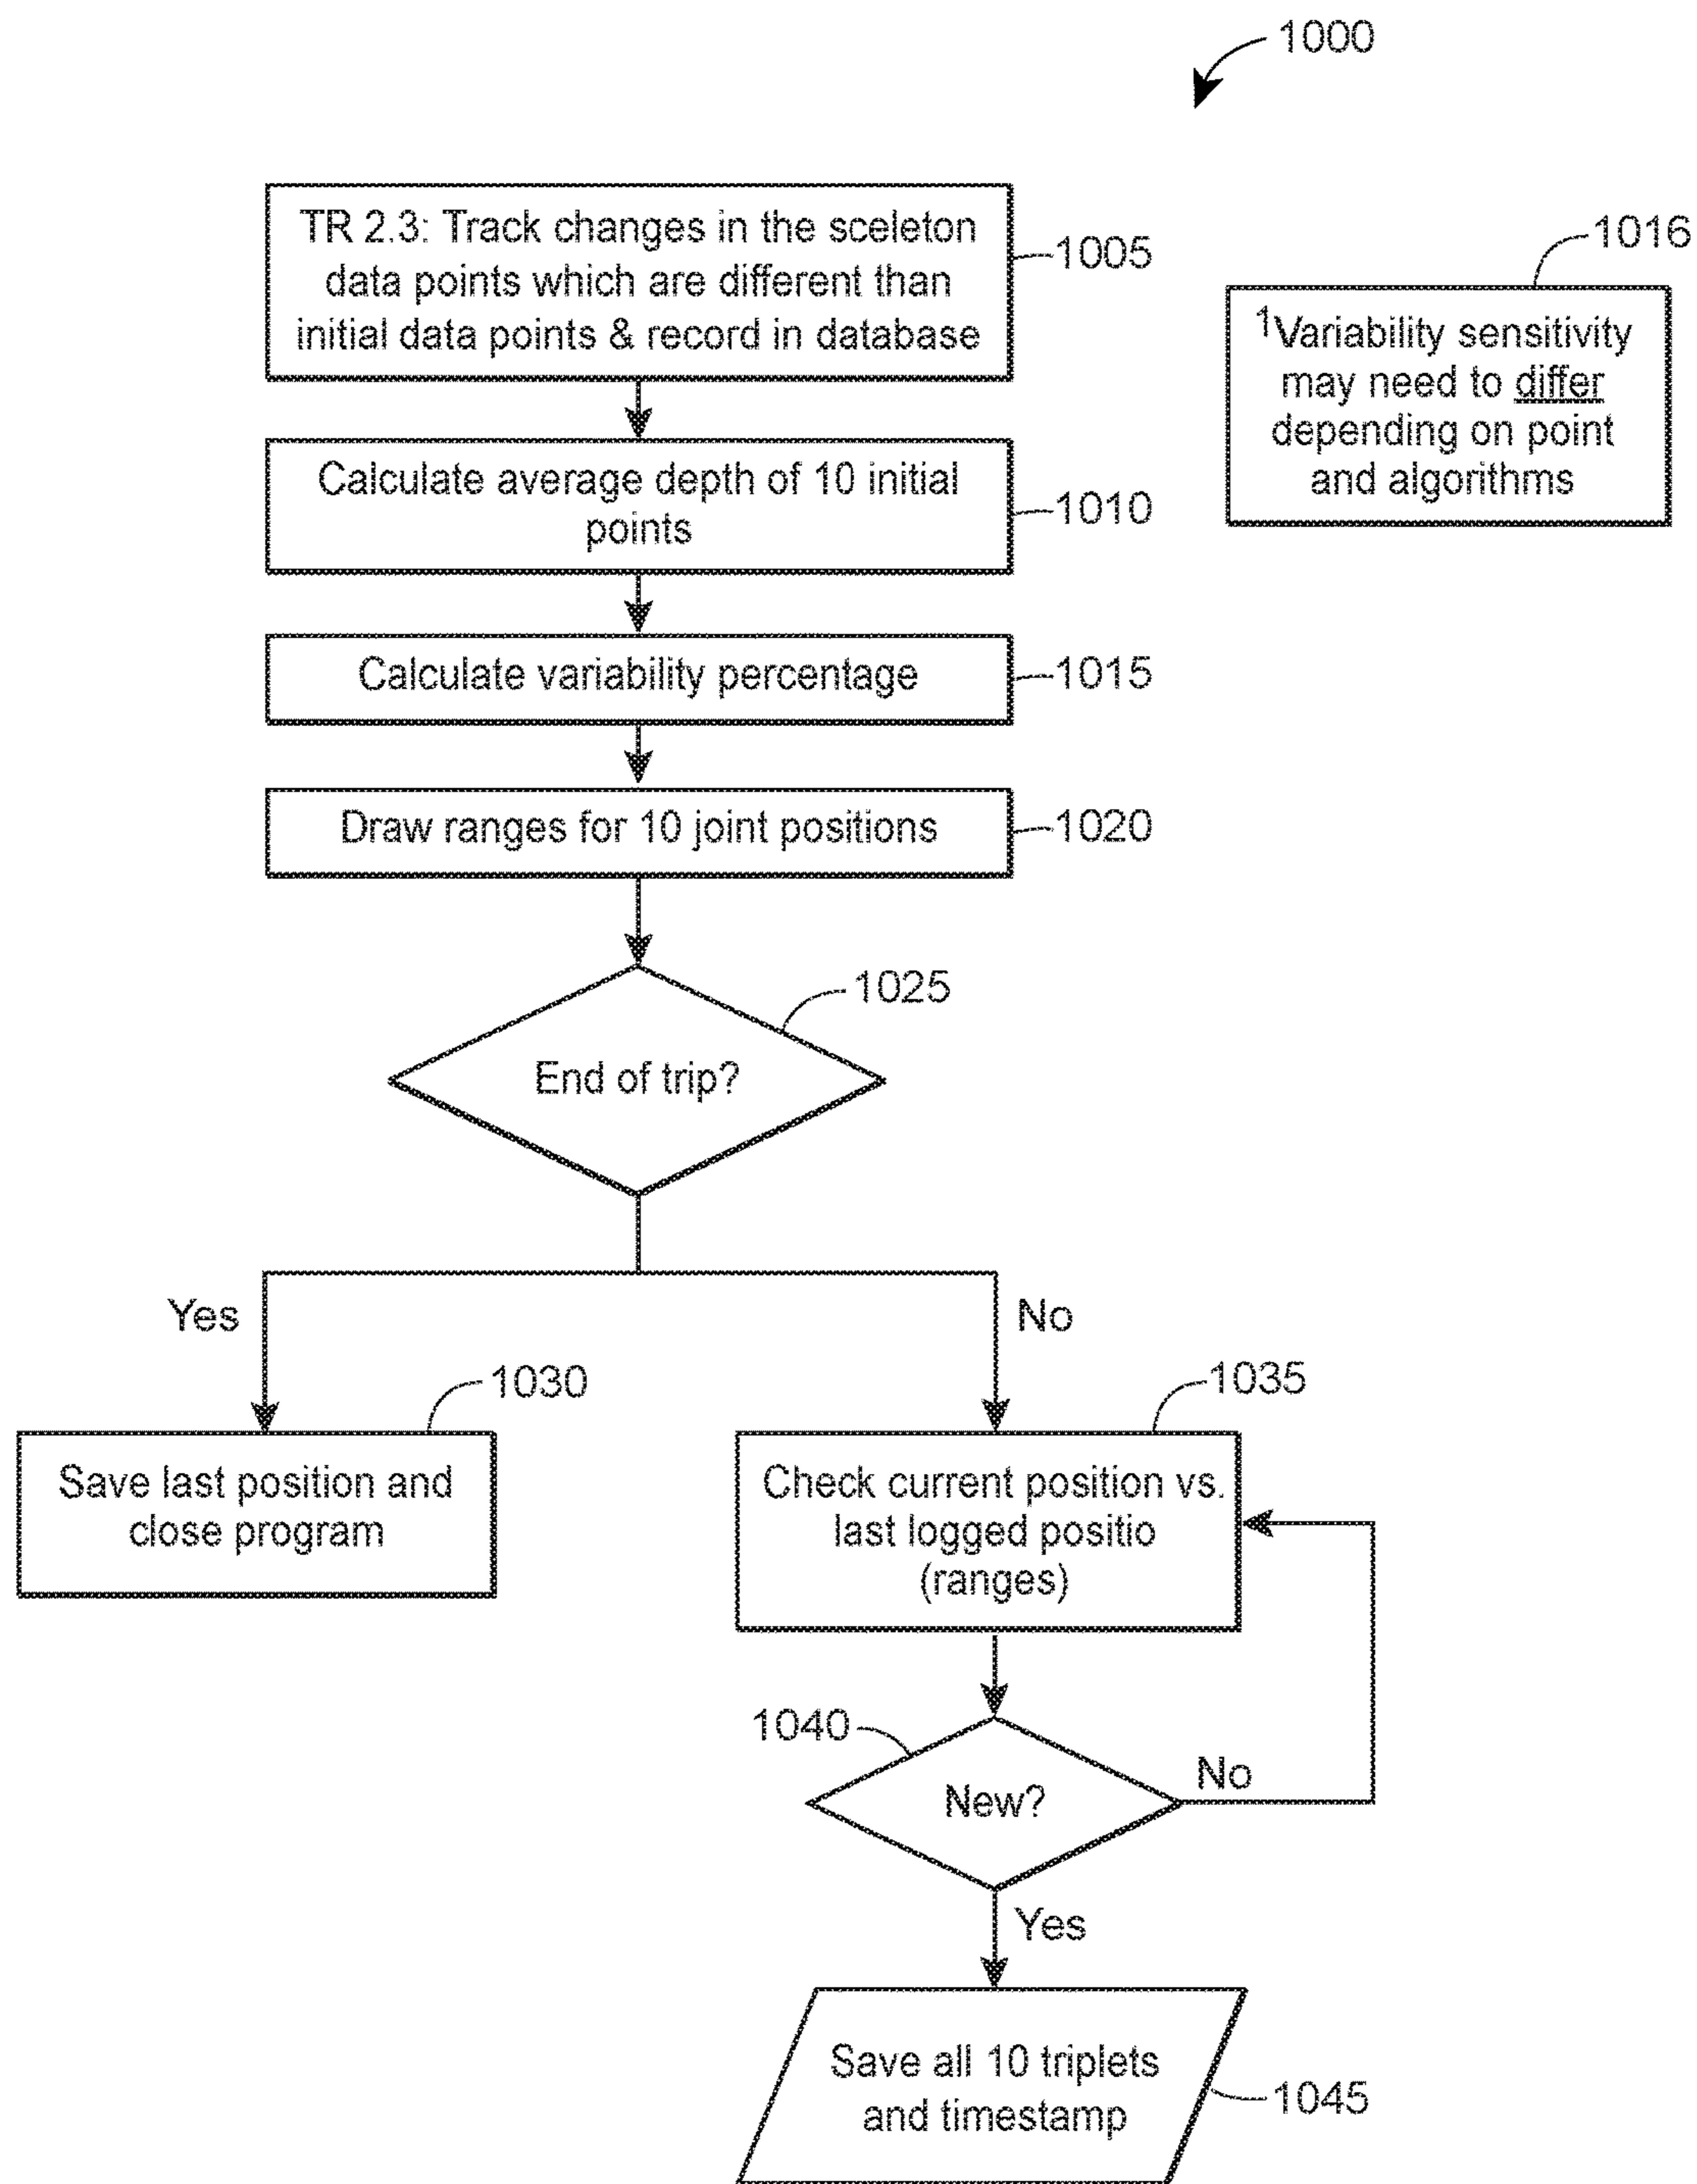 1000
TR 2.3: Track changes in the sceleton
data points which are different than
initial data points & record in database
1005
1016
¹Variability sensitivity
may need to differ
depending on point
and algorithms
Calculate average depth of 10 initial
points
1010
Calculate variability percentage
1015
Draw ranges for 10 joint positions
1020
1025
End of trip?
Yes
No
1030
Save last position and
close program
1035
Check current position vs.
last logged positio
(ranges)
1040
New?
No
Yes
Save all 10 triplets
and timestamp
1045